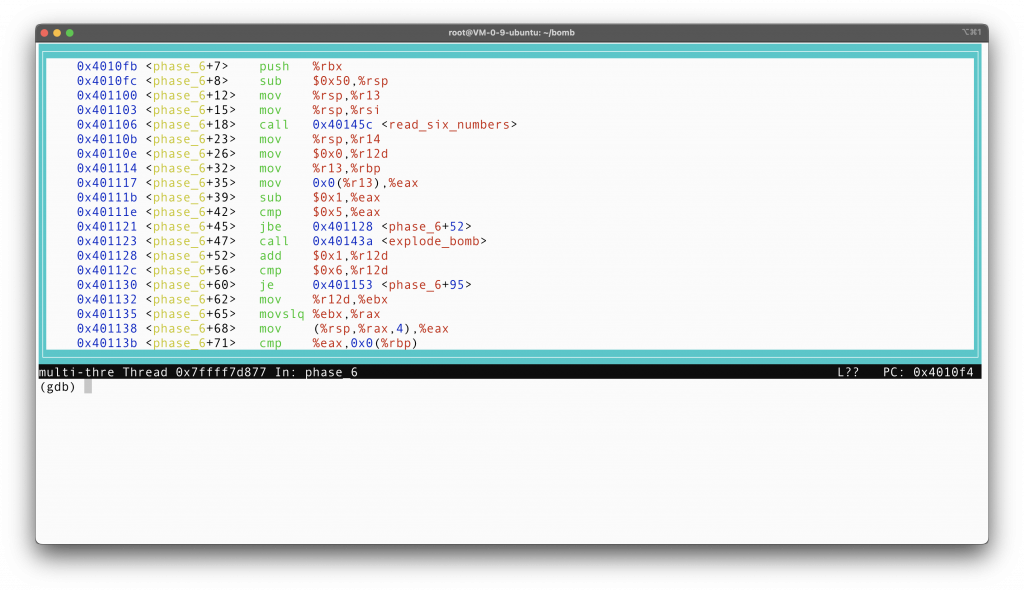 root@VM-0-9-ubuntu: ~/bomb ⌥⌘1
0x4010fb <phase_6+7> push %rbx
0x4010fc <phase_6+8> sub $0x50,%rsp
0x401100 <phase_6+12> mov %rsp,%r13
0x401103 <phase_6+15> mov %rsp,%rsi
0x401106 <phase_6+18> call 0x40145c <read_six_numbers>
0x40110b <phase_6+23> mov %rsp,%r14
0x40110e <phase_6+26> mov $0x0,%r12d
0x401114 <phase_6+32> mov %r13,%rbp
0x401117 <phase_6+35> mov 0x0(%r13),%eax
0x40111b <phase_6+39> sub $0x1,%eax
0x40111e <phase_6+42> cmp $0x5,%eax
0x401121 <phase_6+45> jbe 0x401128 <phase_6+52>
0x401123 <phase_6+47> call 0x40143a <explode_bomb>
0x401128 <phase_6+52> add $0x1,%r12d
0x40112c <phase_6+56> cmp $0x6,%r12d
0x401130 <phase_6+60> je 0x401153 <phase_6+95>
0x401132 <phase_6+62> mov %r12d,%ebx
0x401135 <phase_6+65> movslq %ebx,%rax
0x401138 <phase_6+68> mov (%rsp,%rax,4),%eax
0x40113b <phase_6+71> cmp %eax,0x0(%rbp)
multi-thre Thread 0x7ffff7d877 In: phase_6 L?? PC: 0x4010f4
(gdb)